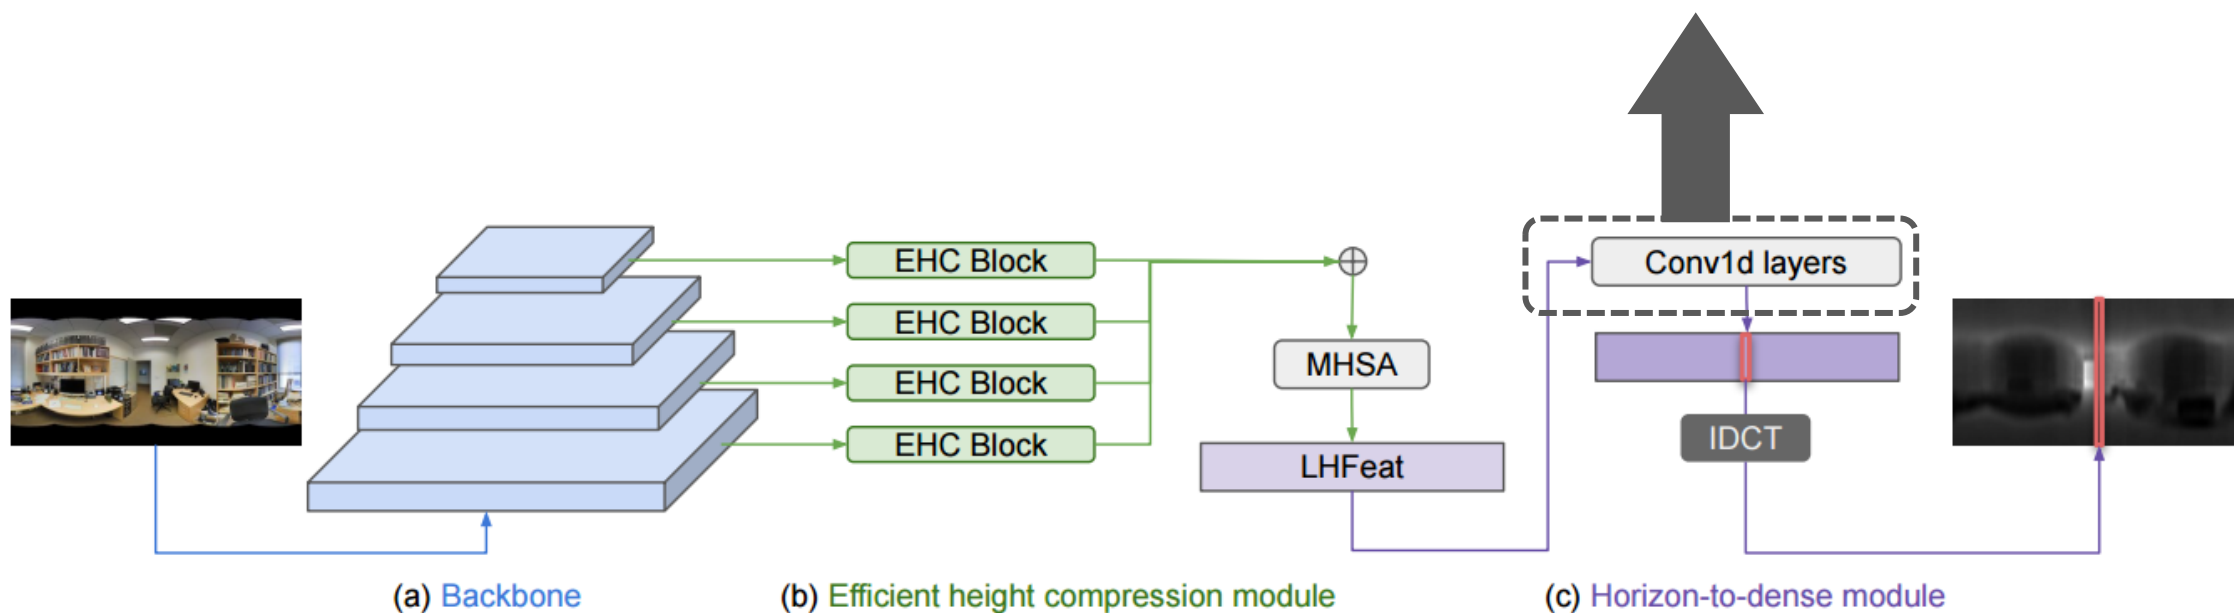 EHC Block
EHC Block
EHC Block
EHC Block
MHSA
LHFeat
Conv1d layers
IDCT
(a) Backbone
(b) Efficient height compression module
(c) Horizon-to-dense module